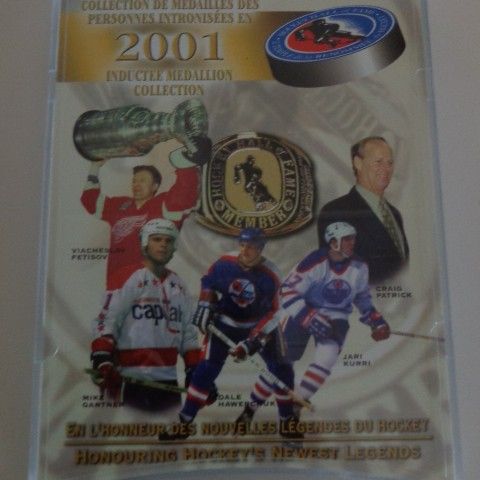 COLLECTION DE MÉDAILLES DES
PERSONNES INTRONISÉES EN
2001
INDUCTEE MEDALLION
COLLECTION
HOCKEY HALL OF FAME
MEMBER
VIACHESLAV
FETISOV
CRAIG
PATRICK
capitals
JARI
KURRI
MIKE
GARTNER
DALE
HAWERCHUK
EN L'HONNEUR DES NOUVELLES LÉGENDES DU HOCKEY
HONOURING HOCKEY'S NEWEST LEGENDS